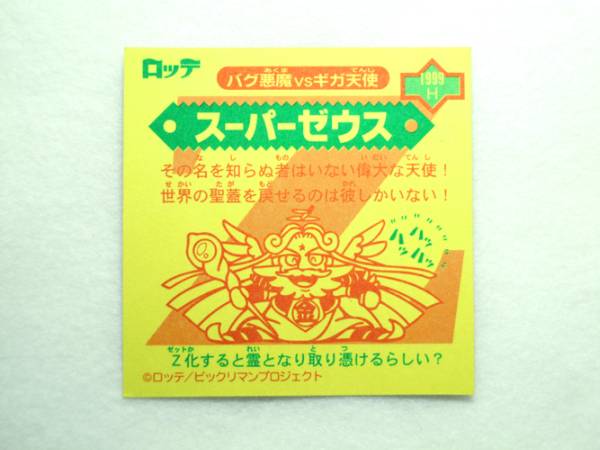 ロッテ
バグ悪魔vsギガ天使
1999
H
スーパーゼウス
その名を知らぬ者はいない偉大な天使！
世界の聖蓋を戻せるのは彼しかいない！
ハッ
ハッハッ
金
Z化すると霊となり取り憑けるらしい？
©ロッテ/ビックリマンプロジェクト